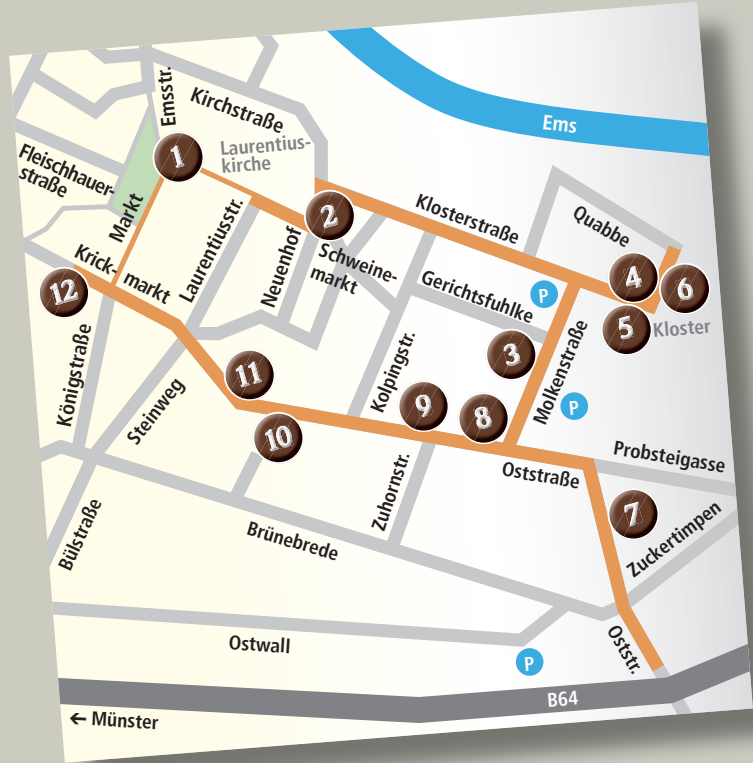 Emsstr.
Kirchstraße
Ems
1
Laurentius-
kirche
Fleischhauer-
straße
Markt
Laurentiusstr.
2
Klosterstraße
Quabbe
Neuenhof
Schweine-
markt
Krick-
markt
12
Gerichtsfuhlke
P
4
6
5
Kloster
Königstraße
Kolpingstr.
3
Molkenstraße
Steinweg
11
9
8
P
10
Oststraße
Probsteigasse
Zuhornstr.
7
Zuckertimpen
Bülstraße
Brünebrede
Ostwall
Oststr.
P
B64
← Münster